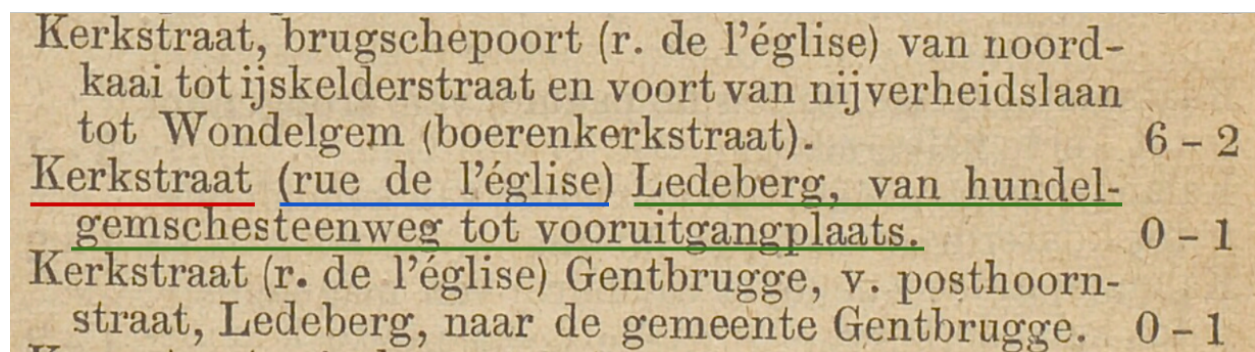 Kerkstraat, brugschepoort (r. de l'église) van noord-
kaai tot ijskelderstraat en voort van nijverheidslaan
tot Wondelgem (boerenkerkstraat). 6 – 2
Kerkstraat (rue de l'église) Ledeberg, van hundel-
gemschesteenweg tot vooruitgangplaats. 0 – 1
Kerkstraat (r. de l'église) Gentbrugge, v. posthoorn-
straat, Ledeberg, naar de gemeente Gentbrugge. 0 – 1